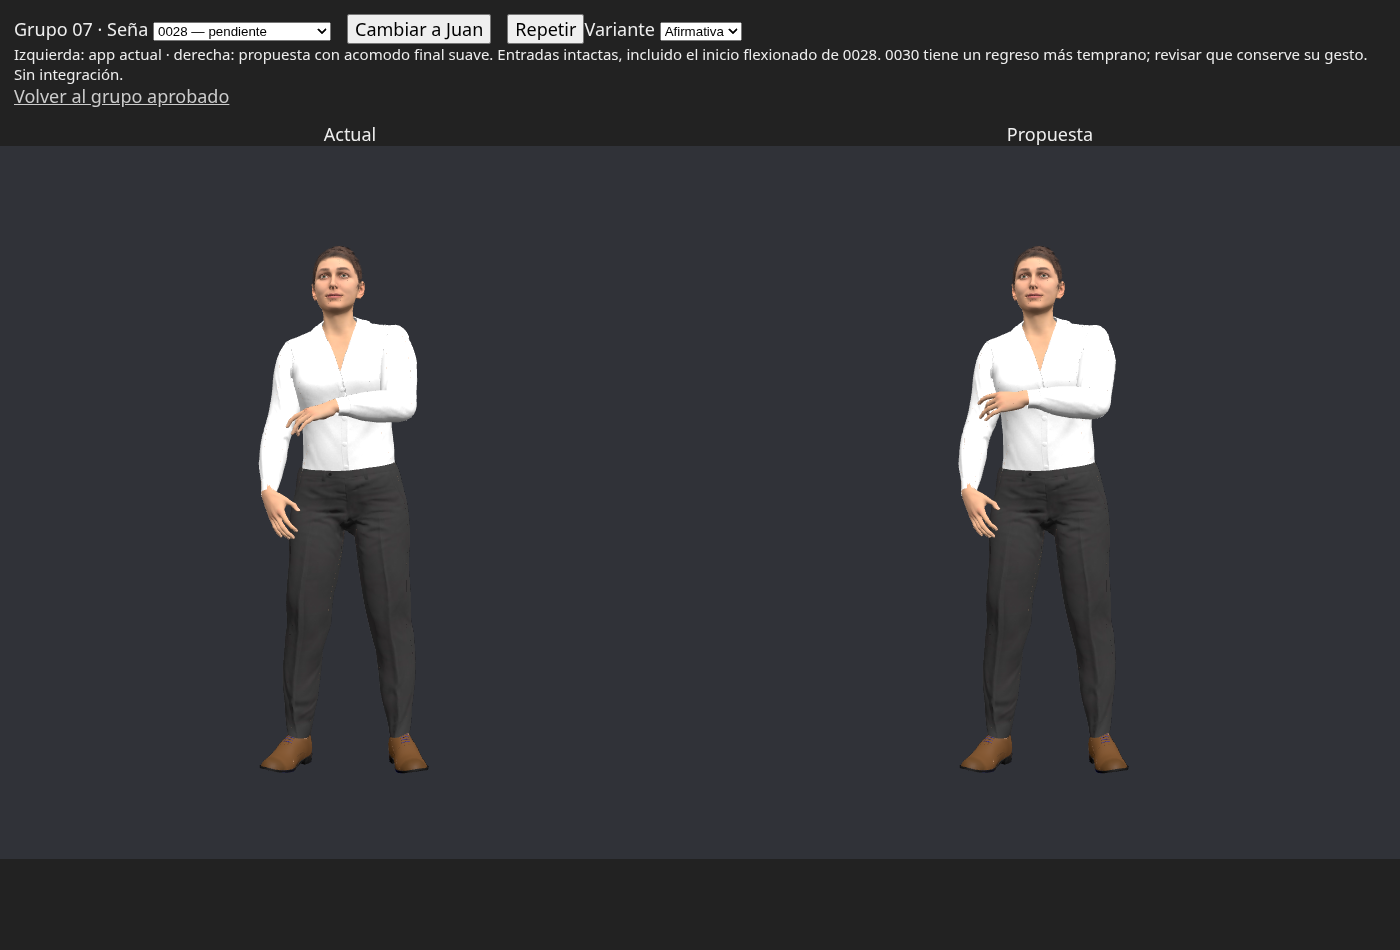 Grupo 07 · Seña 0028 — pendiente Cambiar a Juan Repetir Variante Afirmativa
Izquierda: app actual · derecha: propuesta con acomodo final suave. Entradas intactas, incluido el inicio flexionado de 0028. 0030 tiene un regreso más temprano; revisar que conserve su gesto.
Sin integración.
Volver al grupo aprobado
Actual Propuesta